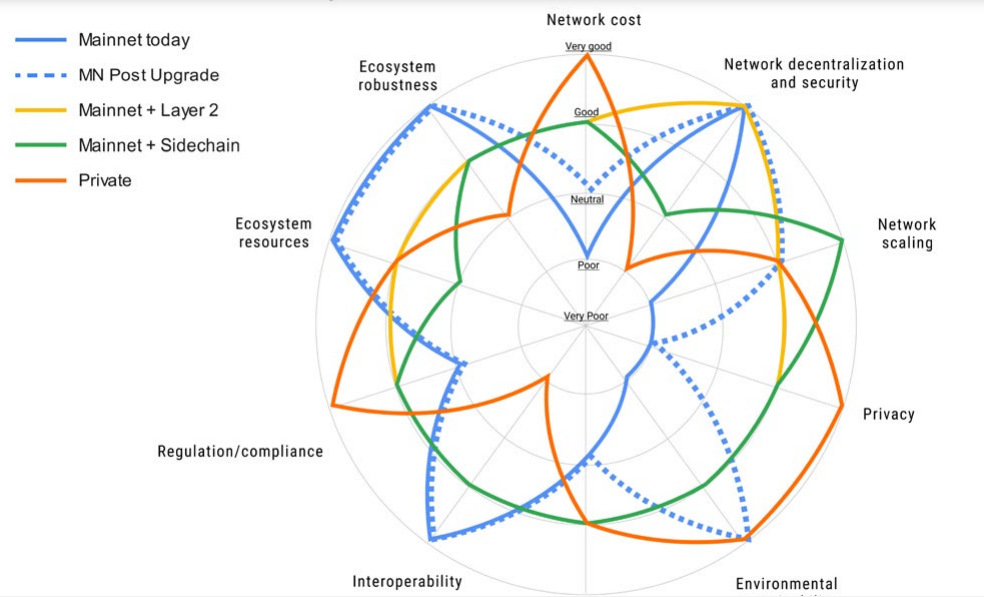 Network cost
Mainnet today
MN Post Upgrade
Mainnet + Layer 2
Mainnet + Sidechain
Private
Very good
Good
Neutral
Poor
Very Poor
Ecosystem
robustness
Network decentralization
and security
Ecosystem
resources
Network
scaling
Privacy
Regulation/compliance
Interoperability
Environmental